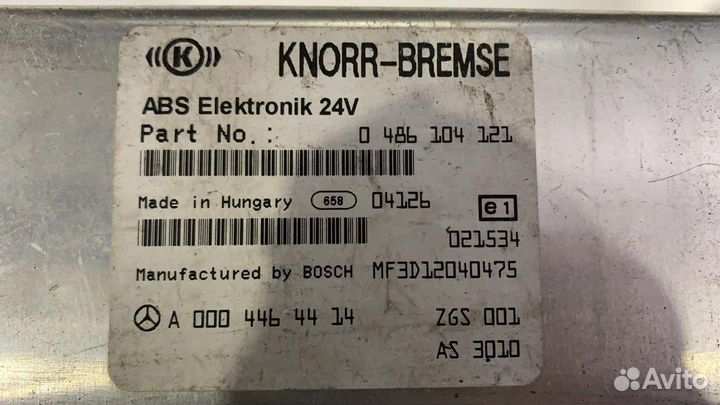 K KNORR-BREMSE
ABS Elektronik 24V
Part No.: 0 486 104 121
Made in Hungary 658 04126 e1
021534
Manufactured by BOSCH MF3D12040475
A 000 446 44 14 ZGS 001
AS 3010
Avito